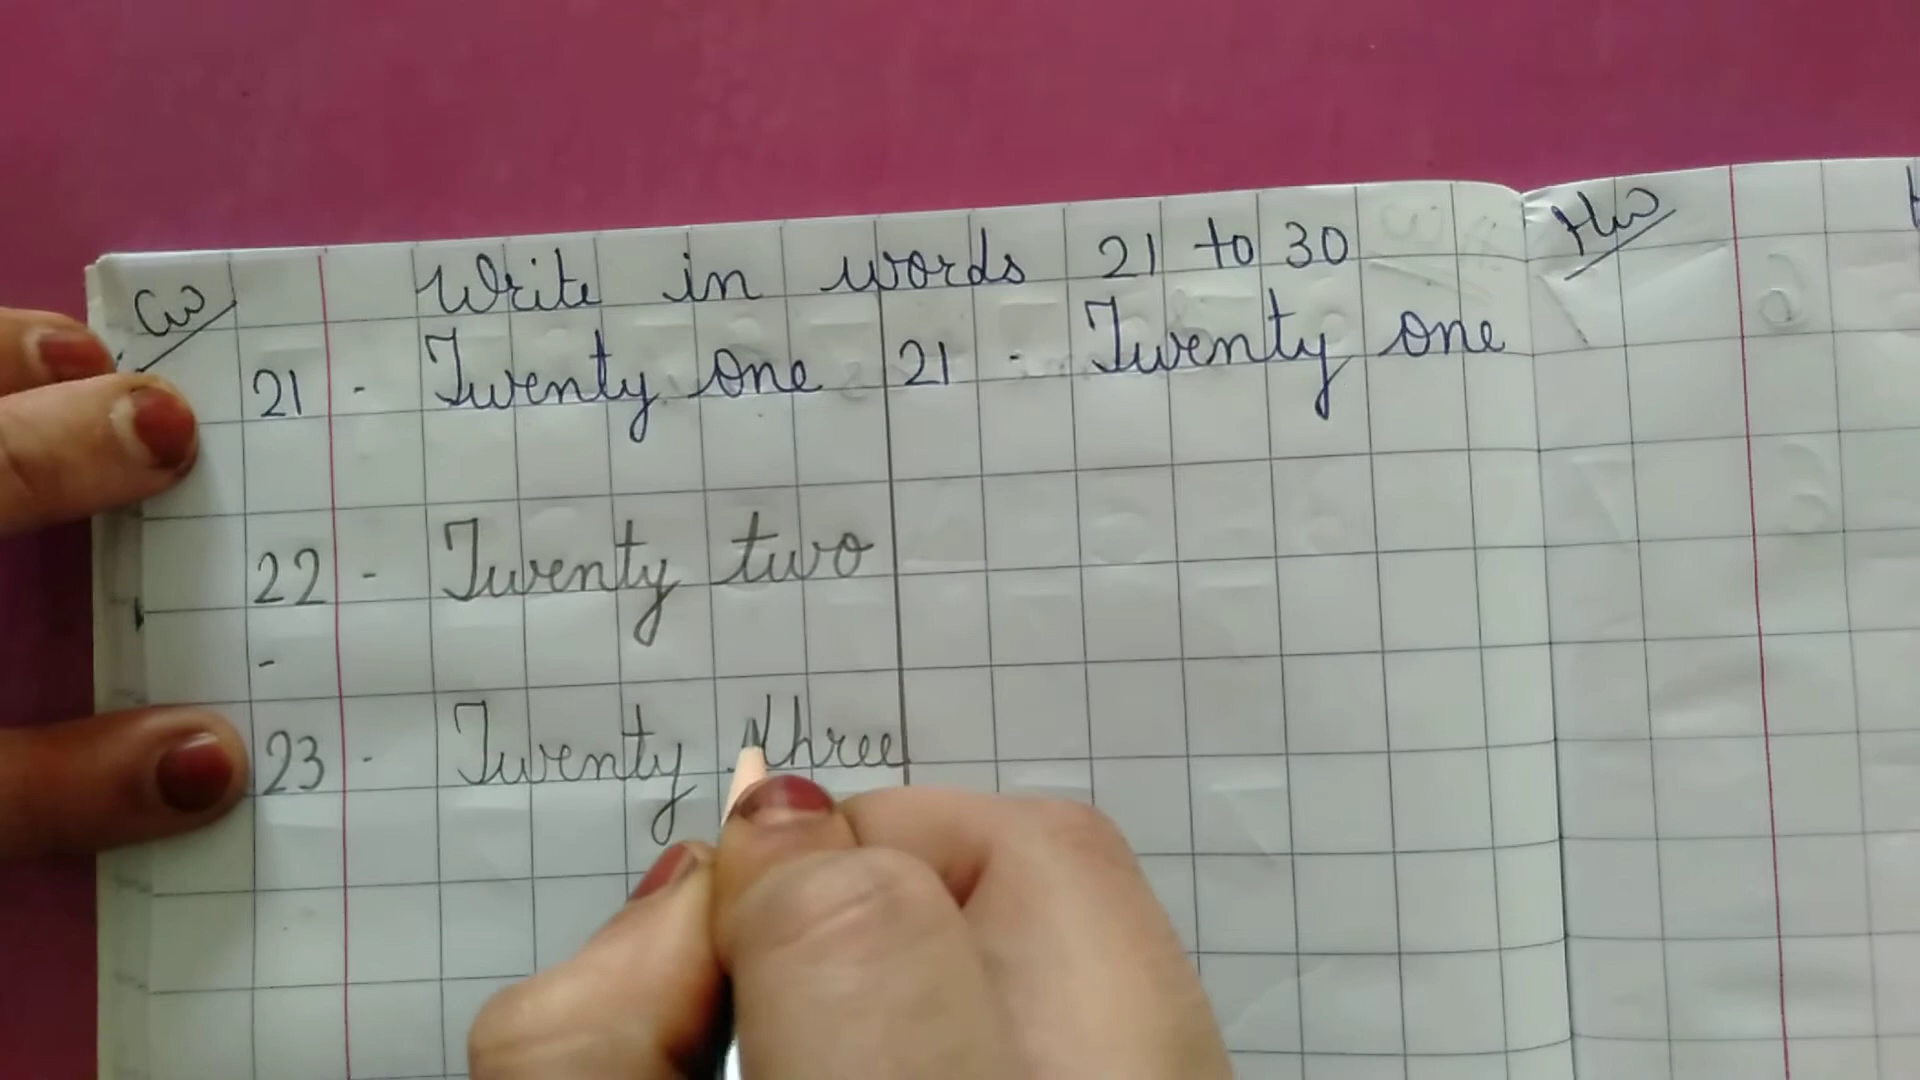 Cw
Hw
Write in words 21 to 30
21 - Twenty one 21 - Twenty one
22 - Twenty two
-
23 - Twenty three